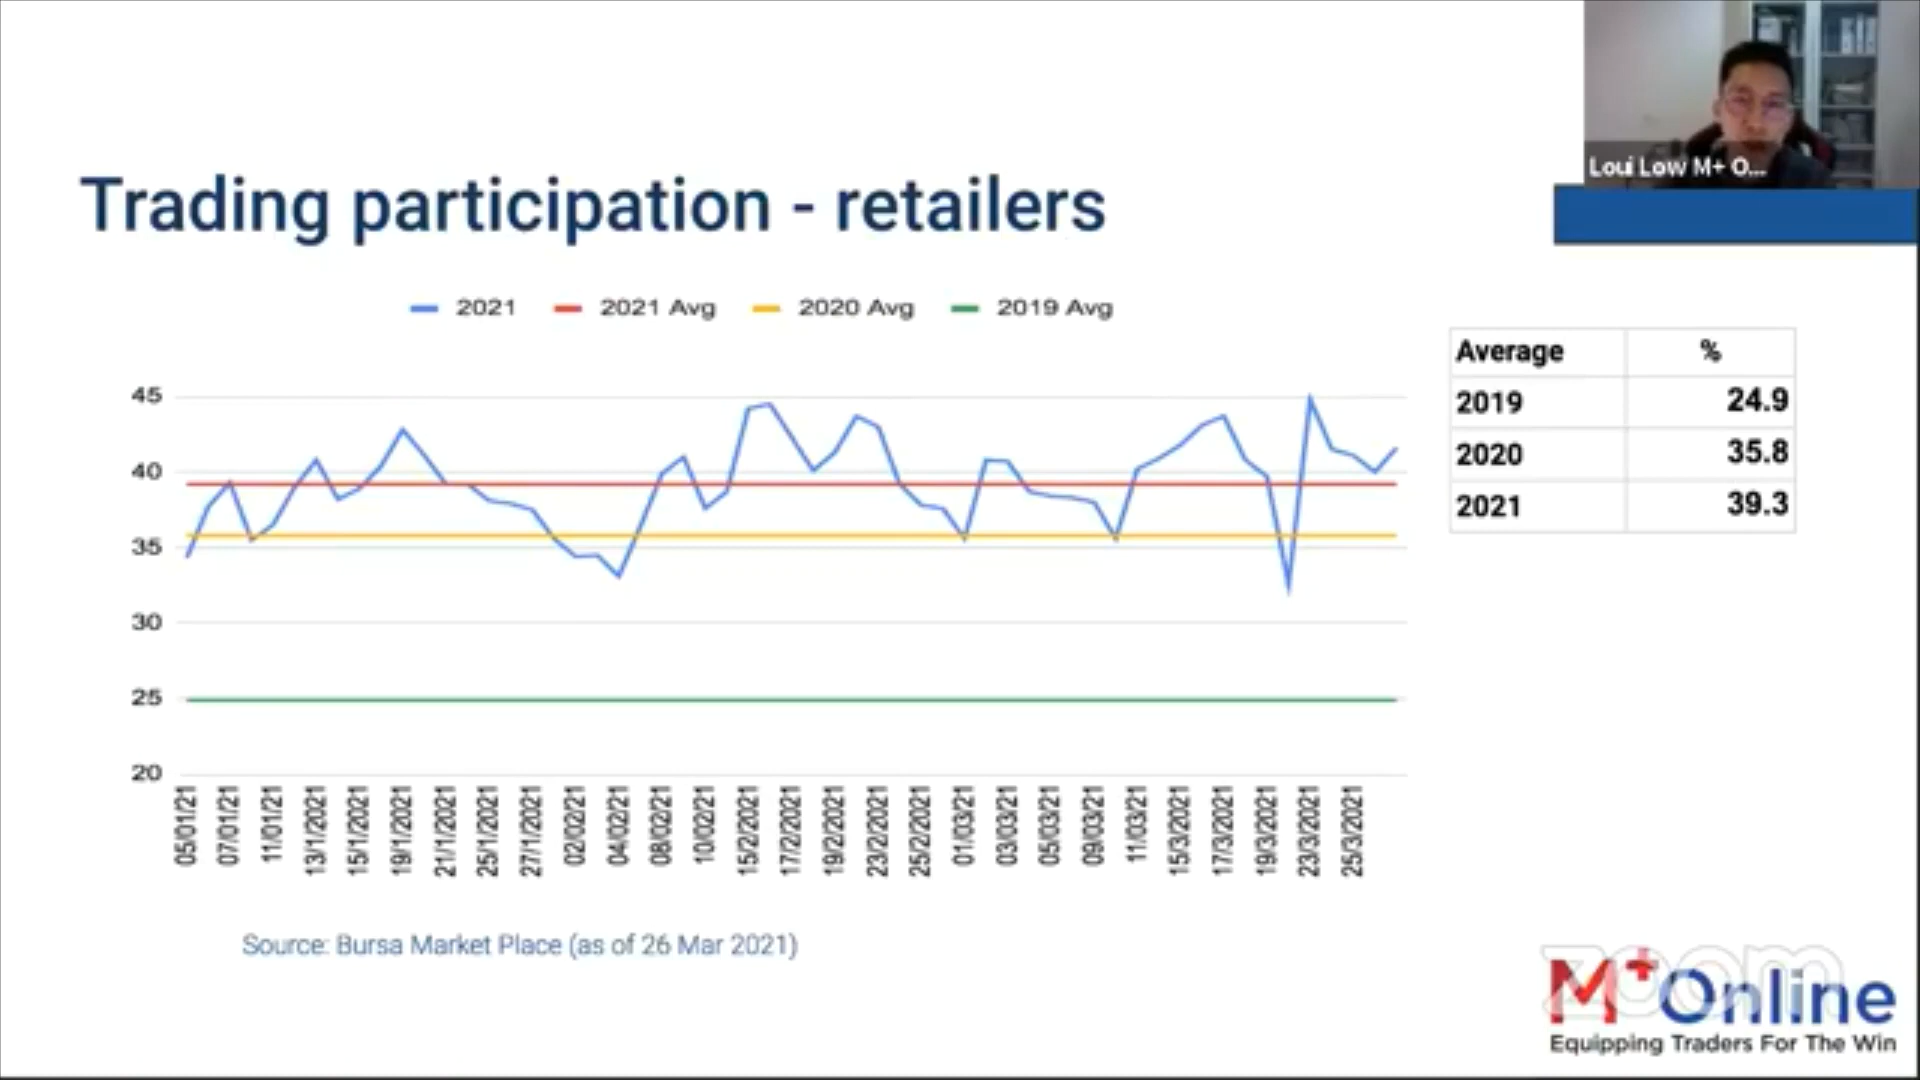 Loui Low M+ O...
Trading participation - retailers
2021 2021 Avg 2020 Avg 2019 Avg
45
40
35
30
25
20
05/01/21 07/01/21 11/01/21 13/1/2021 15/1/2021 19/1/2021 21/1/2021 25/1/2021 27/1/2021 02/02/21 04/02/21 08/02/21 10/02/21 15/2/2021 17/2/2021 19/2/2021 23/2/2021 25/2/2021 01/03/21 03/03/21 05/03/21 09/03/21 11/03/21 15/3/2021 17/3/2021 19/3/2021 23/3/2021 25/3/2021
Average %
2019 24.9
2020 35.8
2021 39.3
Source: Bursa Market Place (as of 26 Mar 2021)
zoom
M+Online
Equipping Traders For The Win